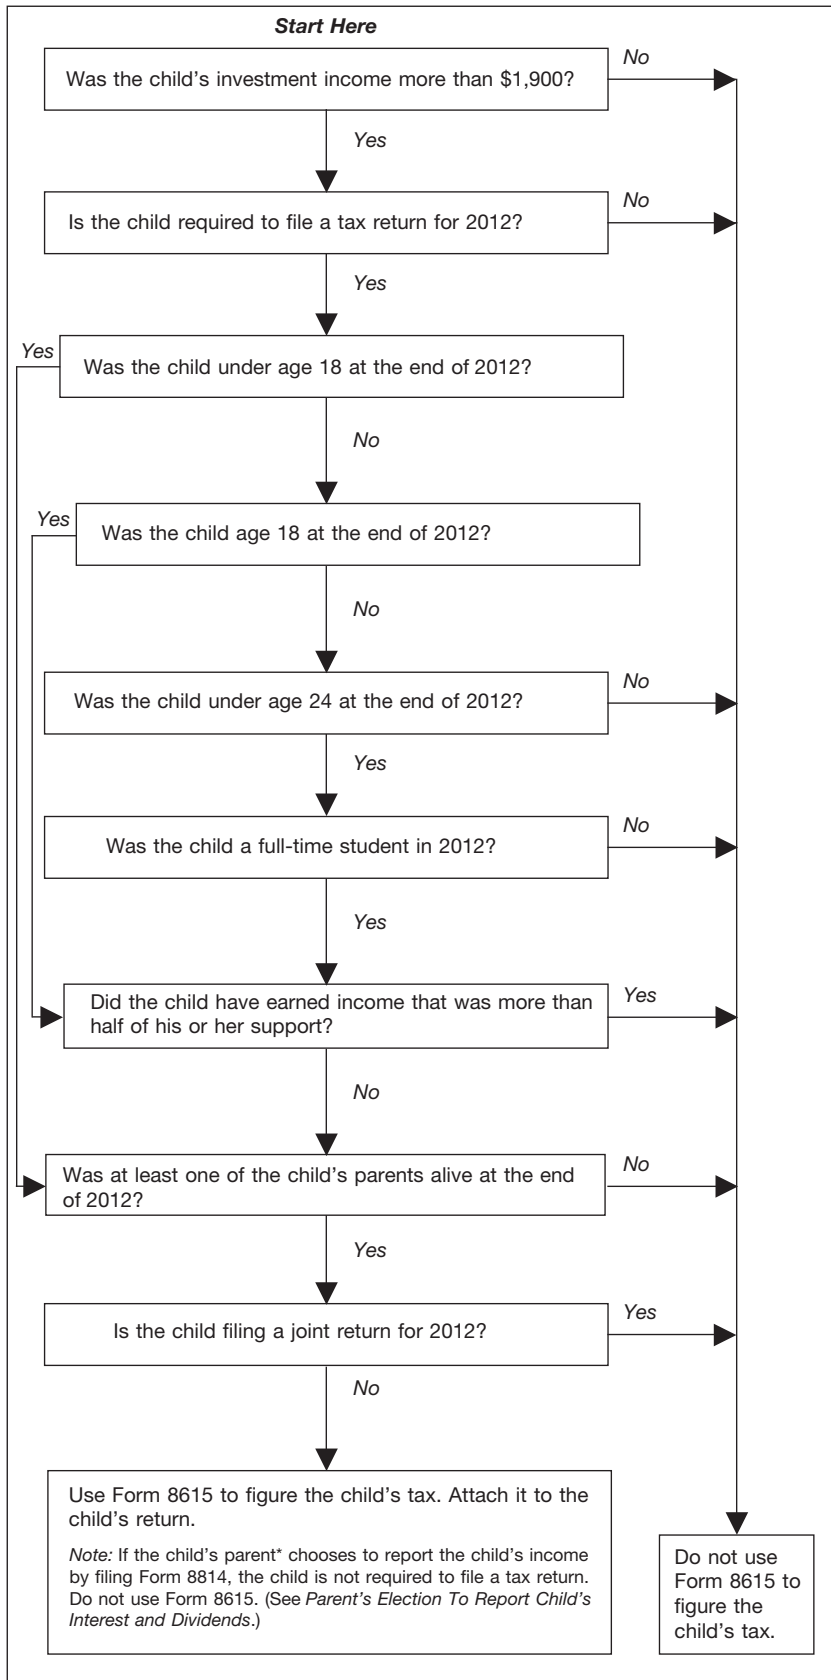 Start Here
Was the child's investment income more than $1,900?
No
Yes
Is the child required to file a tax return for 2012?
No
Yes
Yes
Was the child under age 18 at the end of 2012?
No
Yes
Was the child age 18 at the end of 2012?
No
Was the child under age 24 at the end of 2012?
No
Yes
Was the child a full-time student in 2012?
No
Yes
Did the child have earned income that was more than
half of his or her support?
Yes
No
Was at least one of the child's parents alive at the end
of 2012?
No
Yes
Is the child filing a joint return for 2012?
Yes
No
Use Form 8615 to figure the child's tax. Attach it to the
child's return.
Note: If the child's parent* chooses to report the child's income
by filing Form 8814, the child is not required to file a tax return.
Do not use Form 8615. (See Parent's Election To Report Child's
Interest and Dividends.)
Do not use
Form 8615 to
figure the
child's tax.